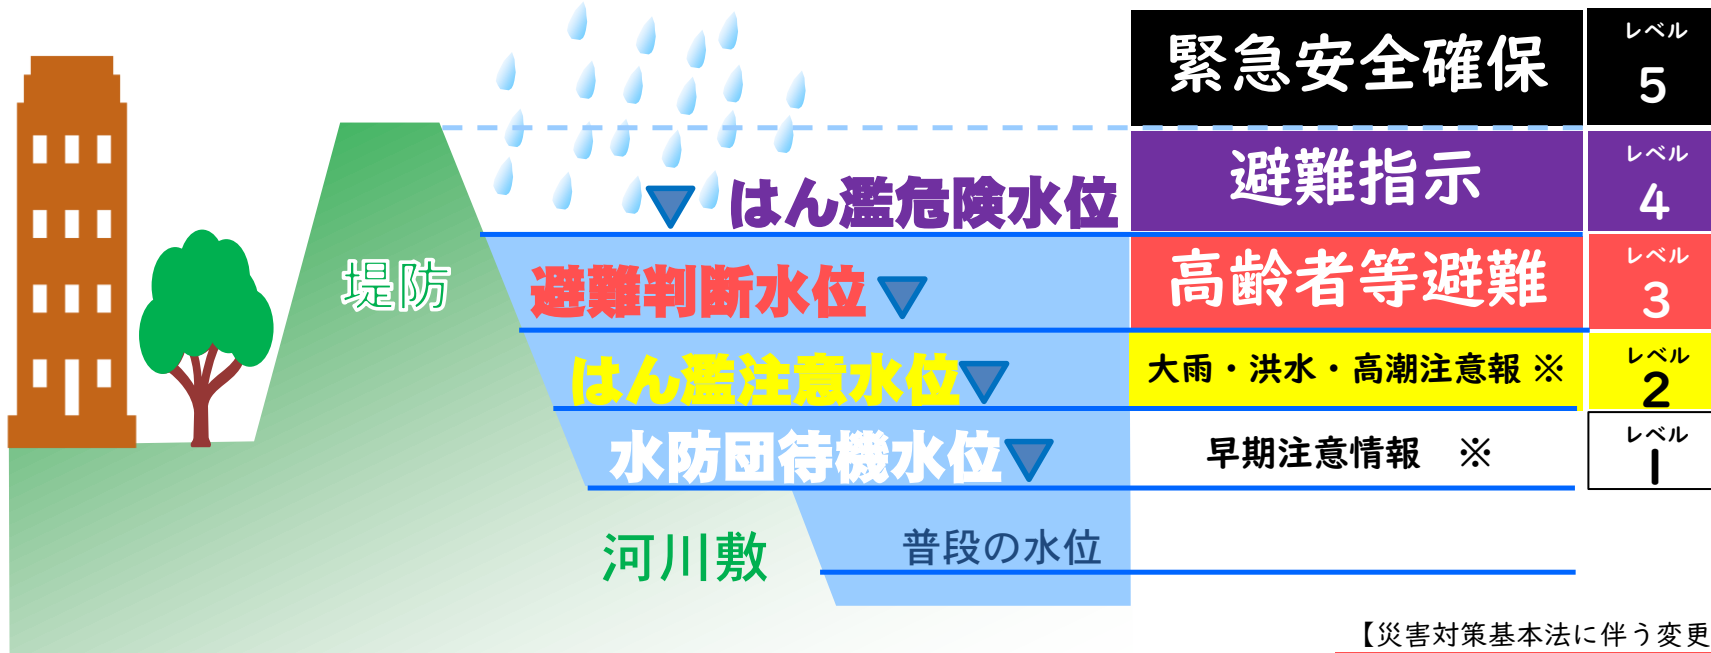 緊急安全確保
レベル
5
避難指示
レベル
4
はん濫危険水位
高齢者等避難
レベル
3
堤防
避難判断水位
大雨・洪水・高潮注意報 ※
レベル
2
はん濫注意水位
早期注意情報 ※
レベル
1
水防団待機水位
河川敷
普段の水位
【災害対策基本法に伴う変更